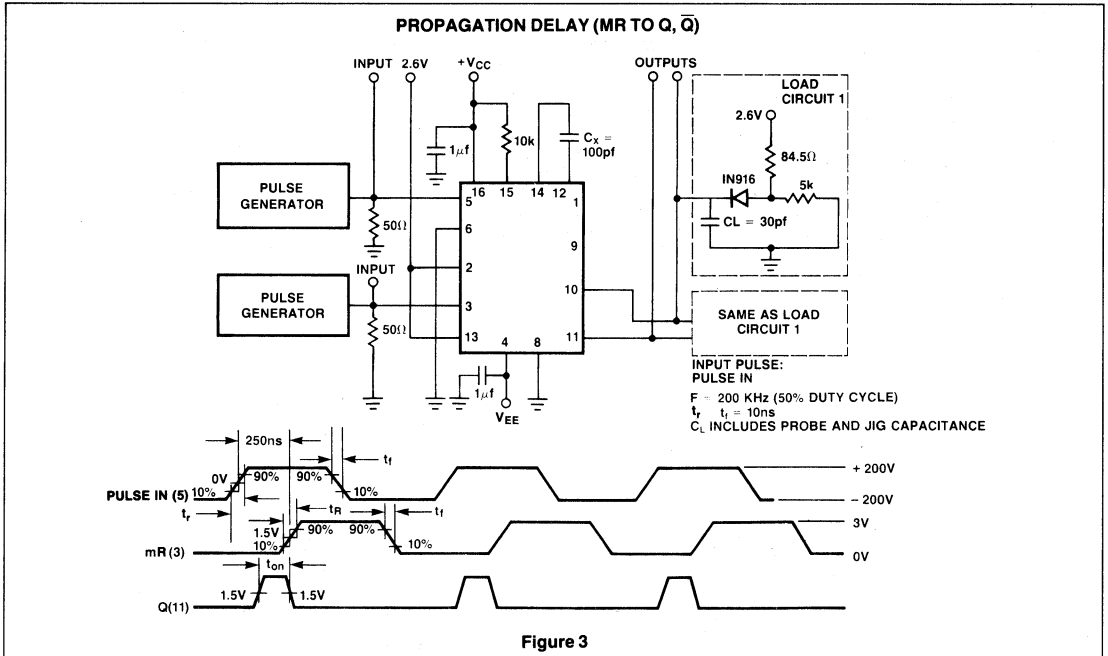 PROPAGATION DELAY (MR TO Q, Q̅)
INPUT 2.6V +VCC OUTPUTS
LOAD
CIRCUIT 1
2.6V
84.5Ω
IN916 5k
CL = 30pf
1μf
10k
CX =
100pf
PULSE
GENERATOR
50Ω
INPUT
PULSE
GENERATOR
50Ω
16 15 14 12
5 1
6
9
2
10
3
13 4 8 11
1μf
VEE
SAME AS LOAD
CIRCUIT 1
INPUT PULSE:
PULSE IN
F = 200 KHz (50% DUTY CYCLE)
tr tf = 10ns
CL INCLUDES PROBE AND JIG CAPACITANCE
250ns
tf
0V 90% 90%
+ 200V
PULSE IN (5) 10% 10%
- 200V
tr
tR tf
1.5V 90% 90%
3V
10% 10%
mR (3)
0V
ton
1.5V 1.5V
Q(11)
Figure 3